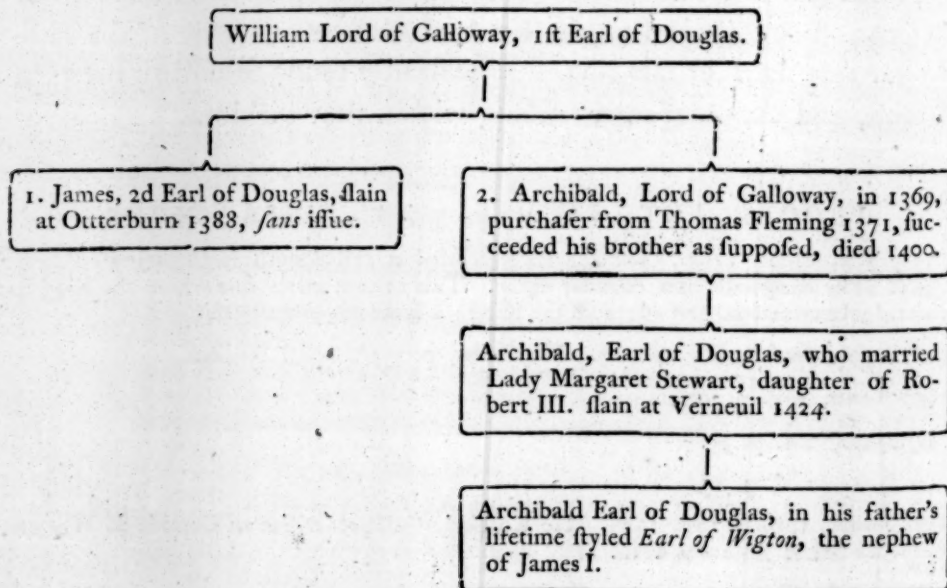 William Lord of Galloway, 1ſt Earl of Douglas.
1. James, 2d Earl of Douglas, ſlain
at Ottterburn 1388, ſans iſſue.
2. Archibald, Lord of Galloway, in 1369,
purchaſer from Thomas Fleming 1371, ſuc-
ceeded his brother as ſuppoſed, died 1400.
Archibald, Earl of Douglas, who married
Lady Margaret Stewart, daughter of Ro-
bert III. ſlain at Verneuil 1424.
Archibald Earl of Douglas, in his father's
lifetime ſtyled Earl of Wigton, the nephew
of James I.